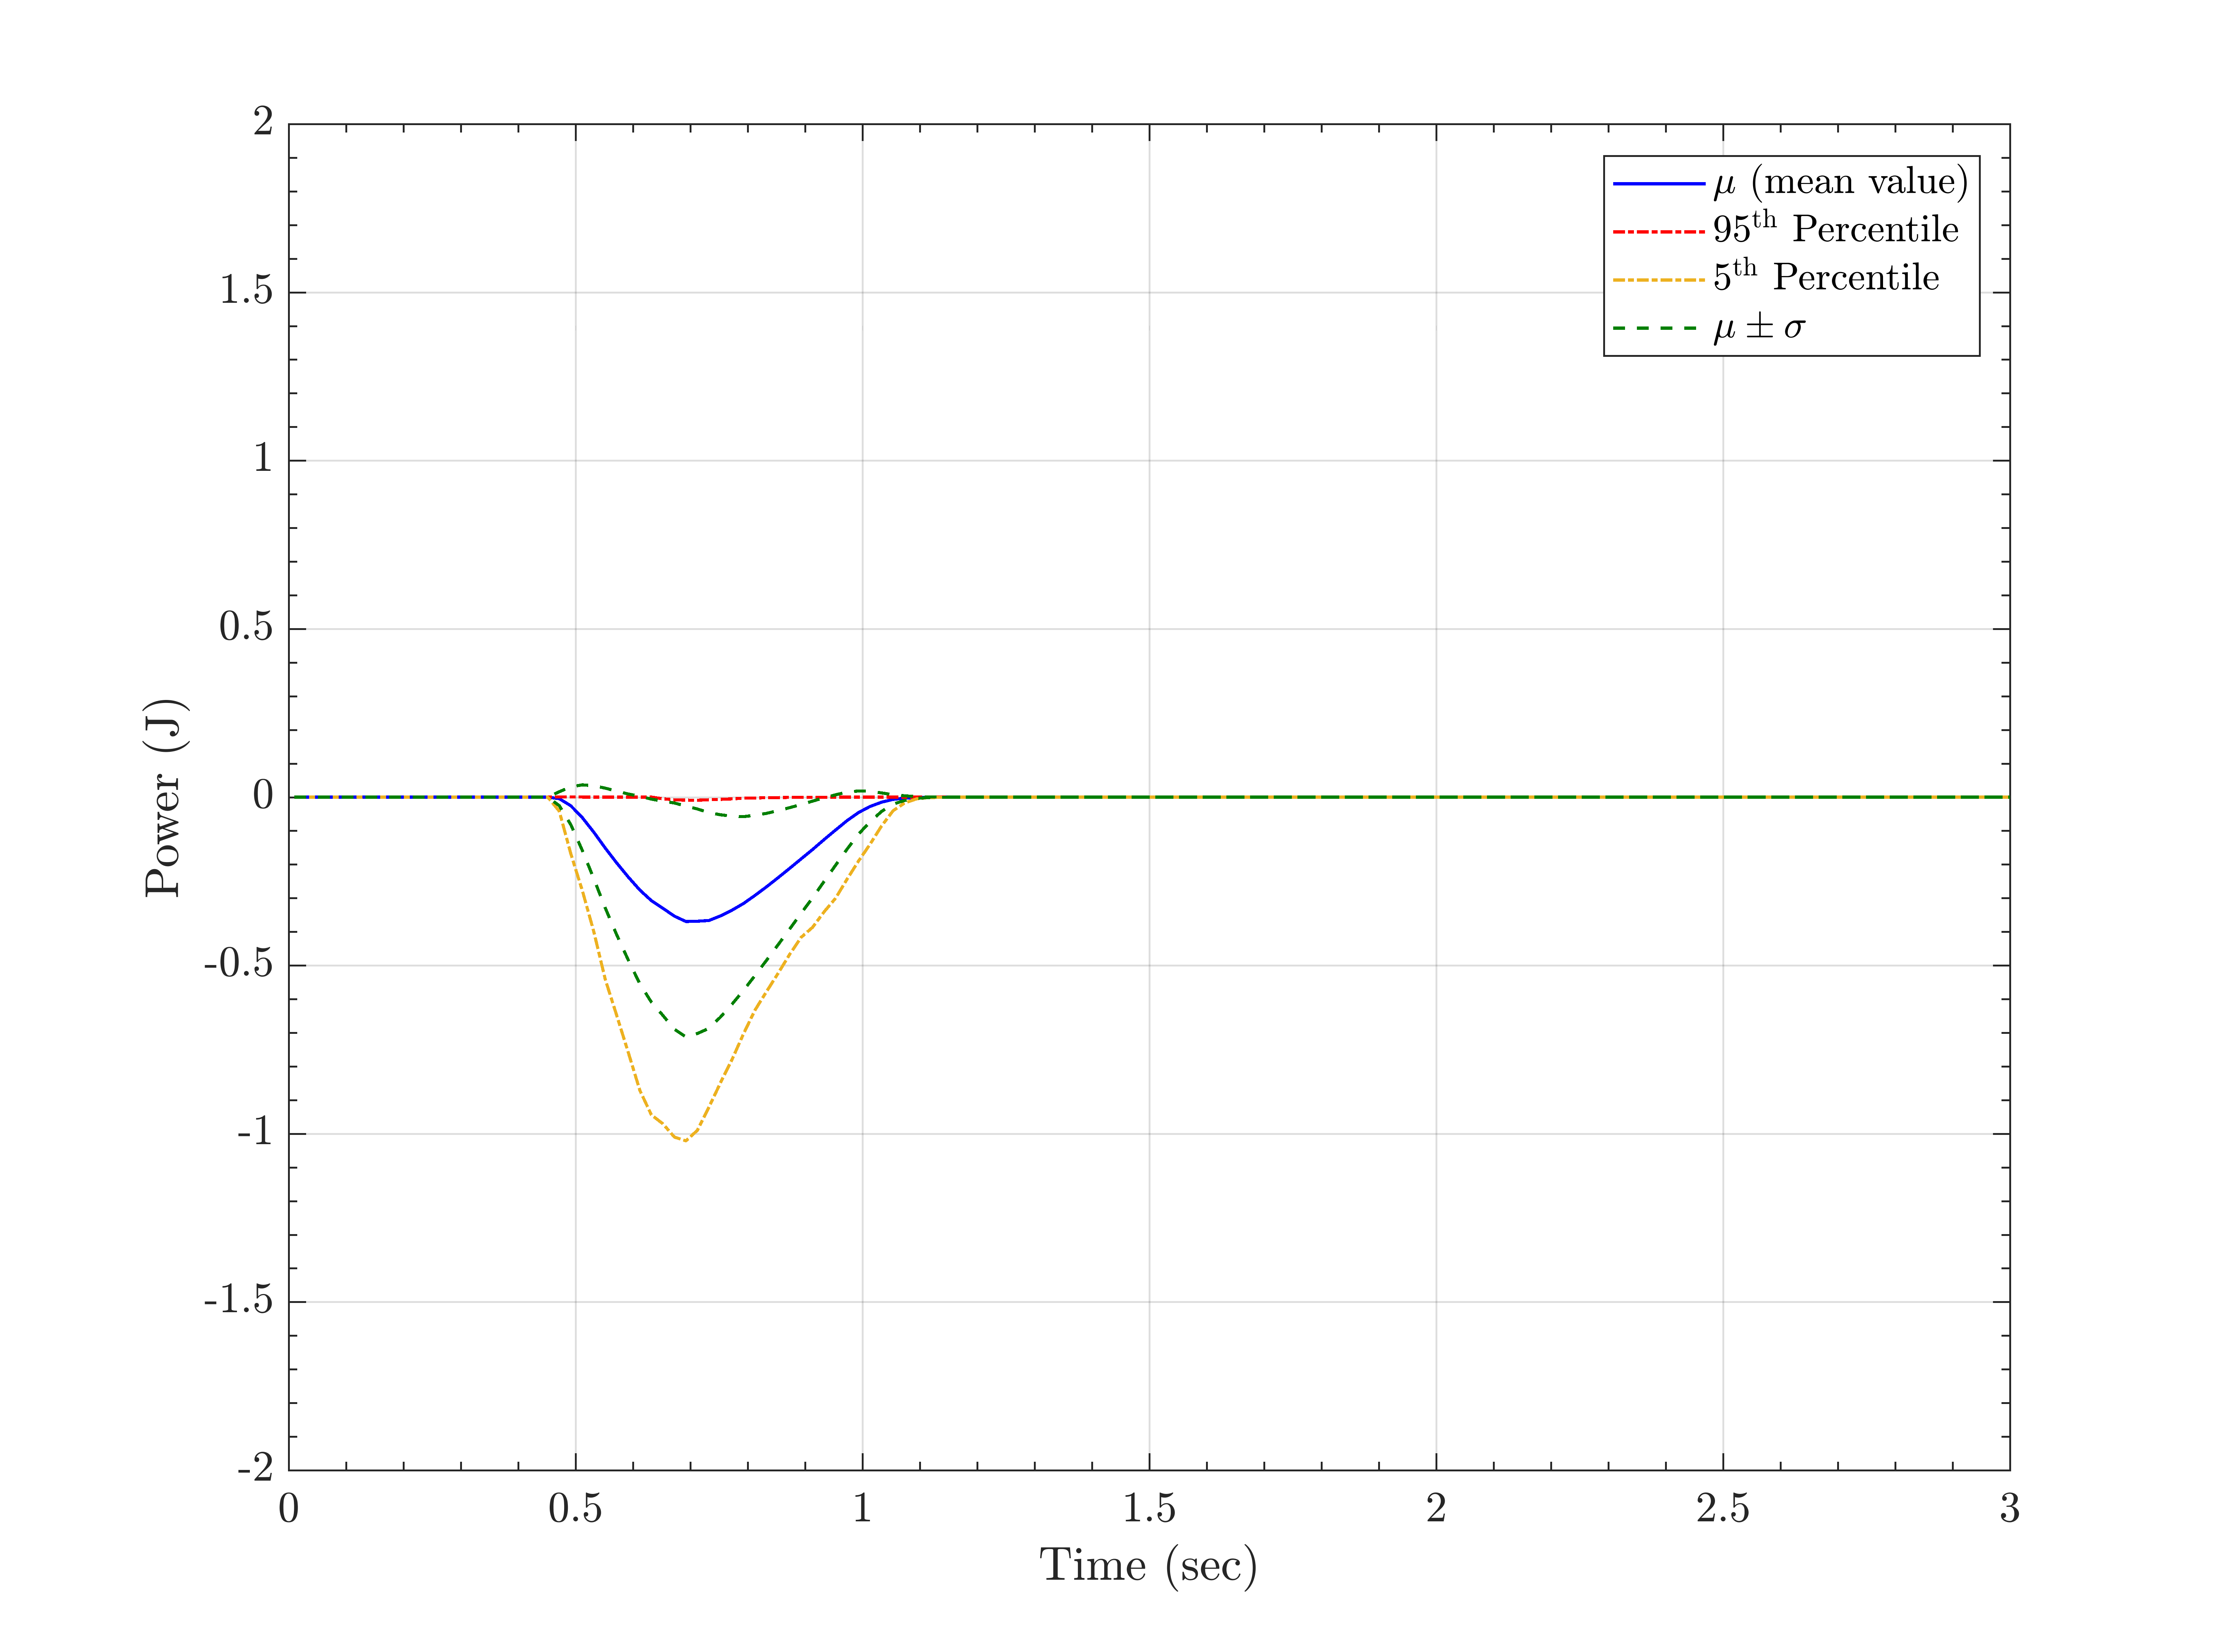 μ (mean value)
95th Percentile
5th Percentile
μ ± σ
2
1.5
1
0.5
0
-0.5
-1
-1.5
-2
Power (J)
0 0.5 1 1.5 2 2.5 3
Time (sec)